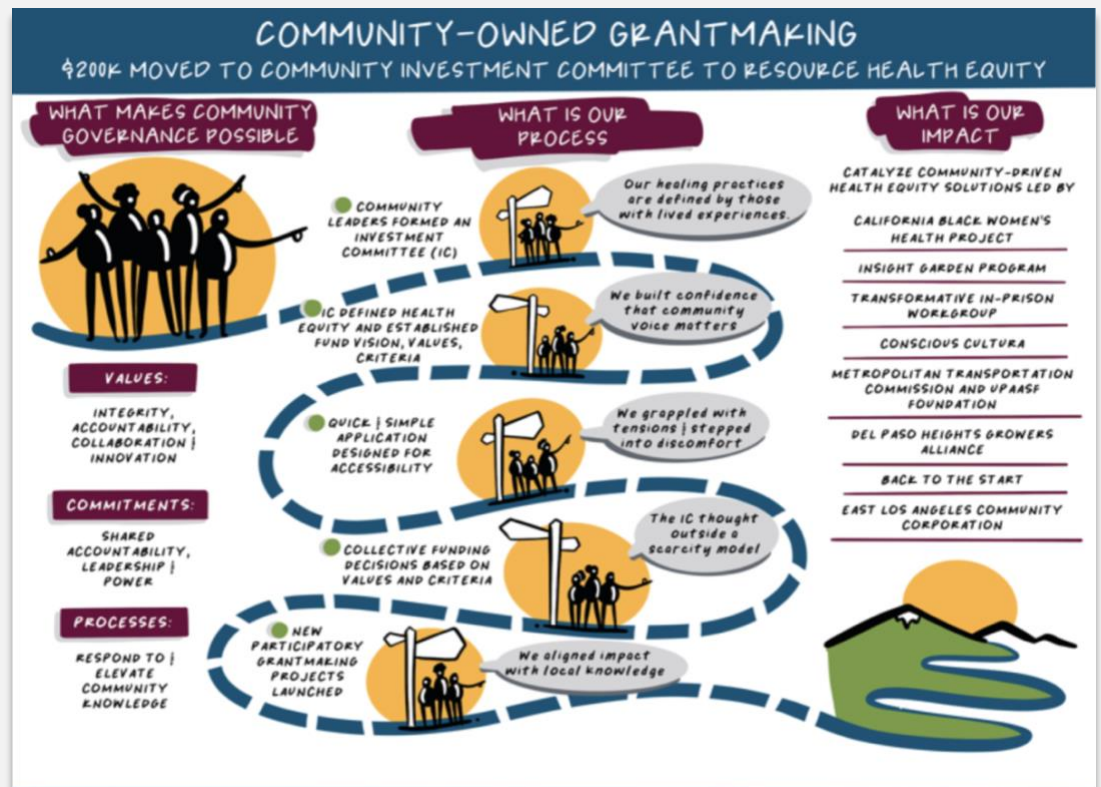 COMMUNITY-OWNED GRANTMAKING
$200K MOVED TO COMMUNITY INVESTMENT COMMITTEE TO RESOURCE HEALTH EQUITY
WHAT MAKES COMMUNITY
GOVERNANCE POSSIBLE
VALUES:
INTEGRITY,
ACCOUNTABILITY,
COLLABORATION &
INNOVATION
COMMITMENTS:
SHARED
ACCOUNTABILITY,
LEADERSHIP &
POWER
PROCESSES:
RESPOND TO &
ELEVATE
COMMUNITY
KNOWLEDGE
WHAT IS OUR
PROCESS
COMMUNITY
LEADERS FORMED AN
INVESTMENT
COMMITTEE (IC)
Our healing practices
are defined by those
with lived experiences.
IC DEFINED HEALTH
EQUITY AND ESTABLISHED
FUND VISION, VALUES,
CRITERIA
We built confidence
that community
voice matters
QUICK & SIMPLE
APPLICATION
DESIGNED FOR
ACCESSIBILITY
We grappled with
tensions & stepped
into discomfort
COLLECTIVE FUNDING
DECISIONS BASED ON
VALUES AND CRITERIA
The IC thought
outside a
scarcity model
NEW
PARTICIPATORY
GRANTMAKING
PROJECTS
LAUNCHED
We aligned impact
with local knowledge
WHAT IS OUR
IMPACT
CATALYZE COMMUNITY-DRIVEN
HEALTH EQUITY SOLUTIONS LED BY
CALIFORNIA BLACK WOMEN'S
HEALTH PROJECT
INSIGHT GARDEN PROGRAM
TRANSFORMATIVE IN-PRISON
WORKGROUP
CONSCIOUS CULTURA
METROPOLITAN TRANSPORTATION
COMMISSION AND UPAASF
FOUNDATION
DEL PASO HEIGHTS GROWERS
ALLIANCE
BACK TO THE START
EAST LOS ANGELES COMMUNITY
CORPORATION